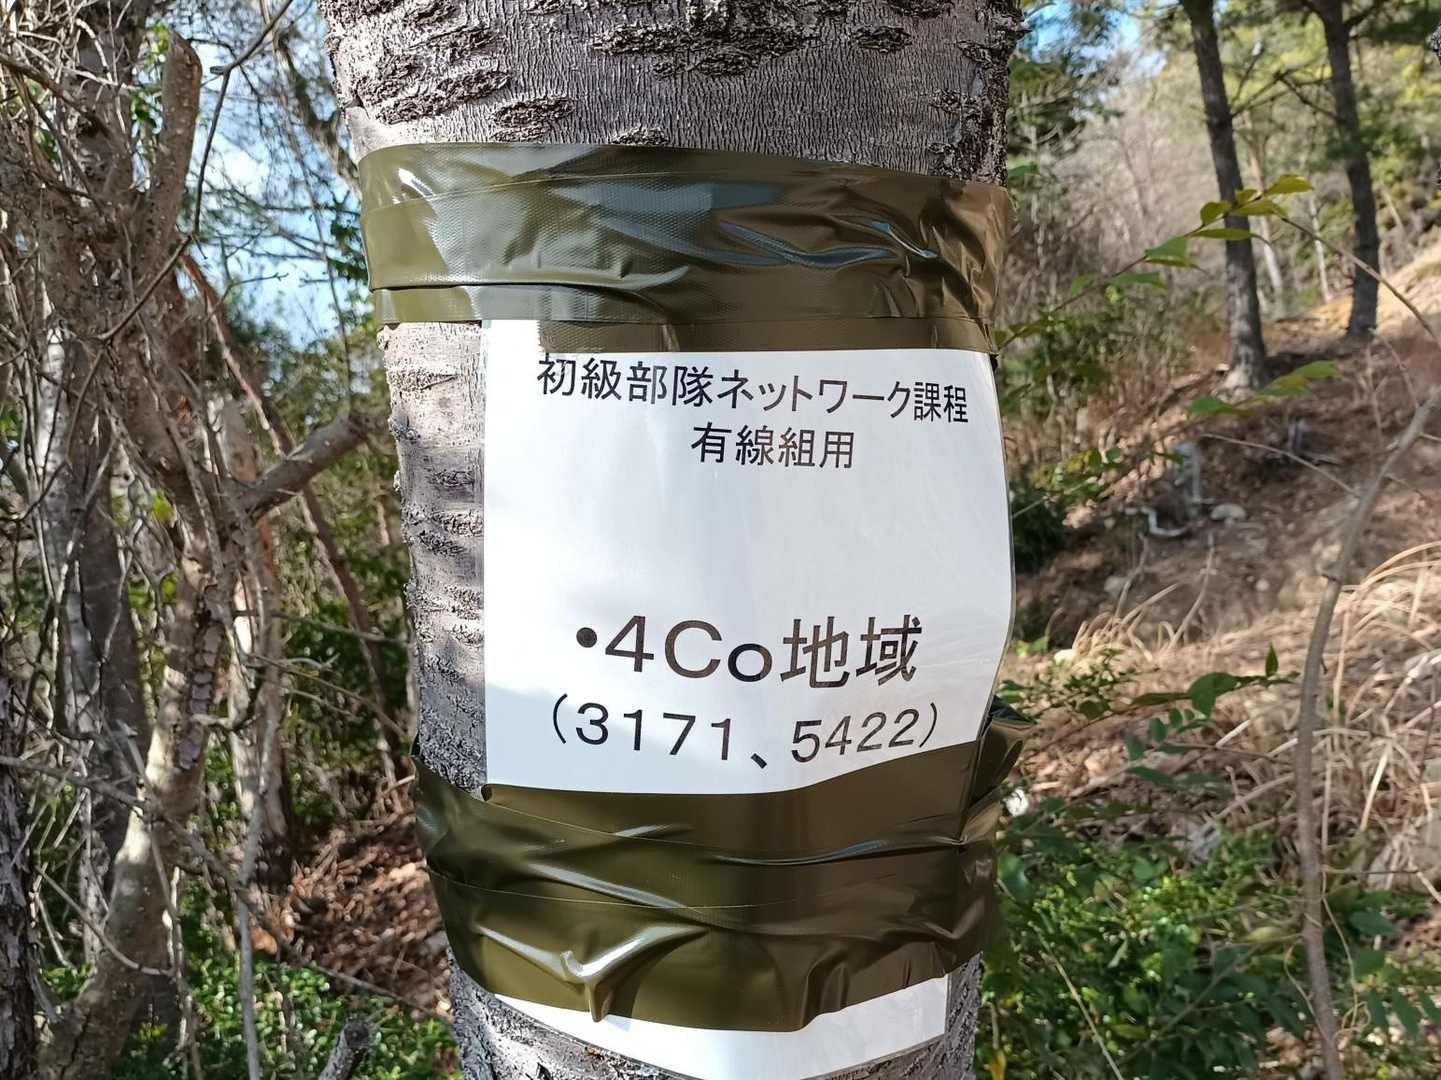 初級部隊ネットワーク課程
有線組用
•4Co地域
（3171、5422）